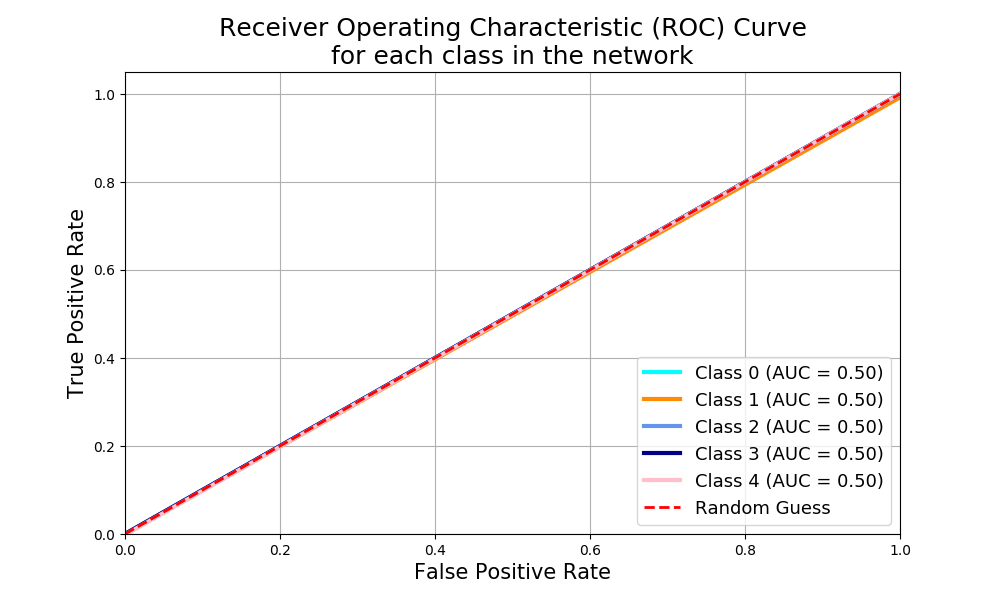 Receiver Operating Characteristic (ROC) Curve
for each class in the network
True Positive Rate
1.0
0.8
0.6
0.4
0.2
0.0
0.0
0.2
0.4
0.6
0.8
1.0
False Positive Rate
Class 0 (AUC = 0.50)
Class 1 (AUC = 0.50)
Class 2 (AUC = 0.50)
Class 3 (AUC = 0.50)
Class 4 (AUC = 0.50)
Random Guess